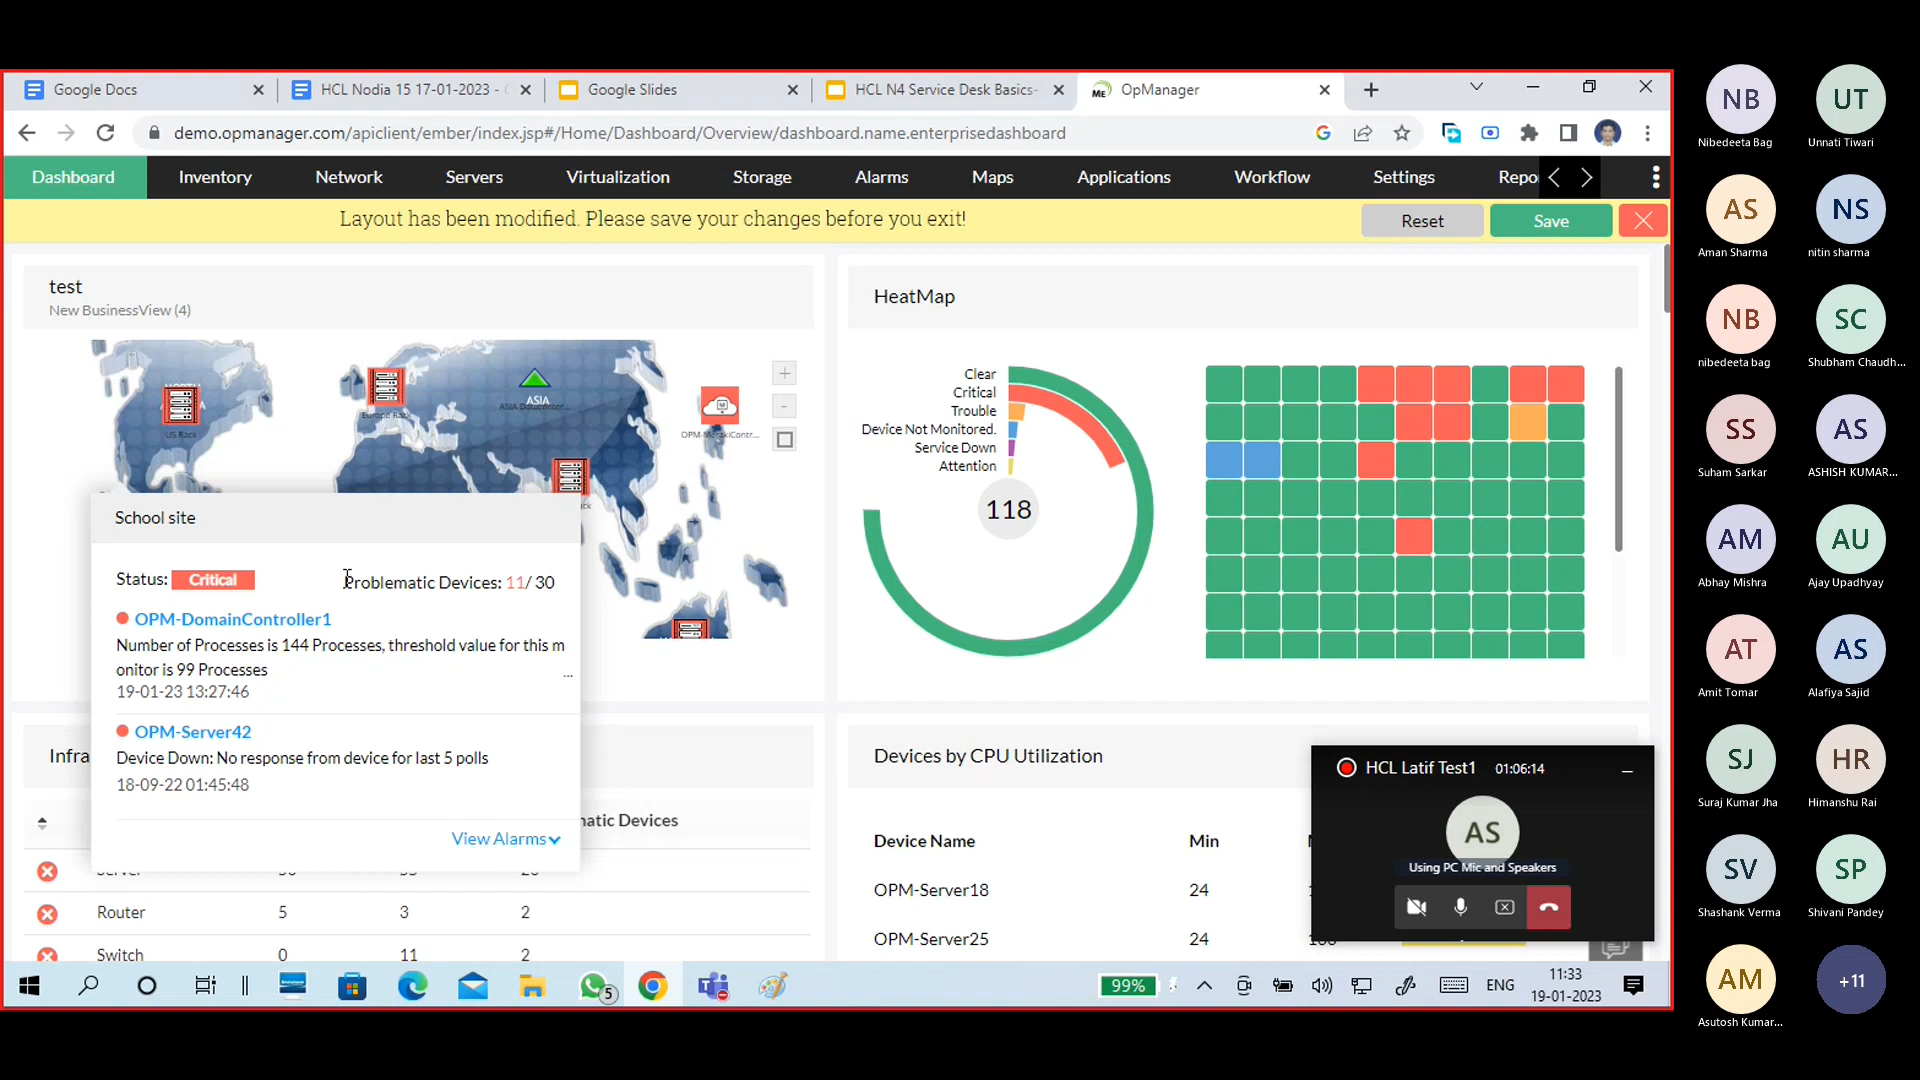 Google Docs
HCL Nodia 15 17-01-2023 -
Google Slides
HCL N4 Service Desk Basics-
ME OpManager
demo.opmanager.com/apiclient/ember/index.jsp#/Home/Dashboard/Overview/dashboard.name.enterprisedashboard
Dashboard Inventory Network Servers Virtualization Storage Alarms Maps Applications Workflow Settings Repo
Layout has been modified. Please save your changes before you exit!
Reset Save
test
New BusinessView (4)
US Rack
Europe Rack
ASIA
ASIA Datacenter...
OPM-MerakiContr...
School site
Status: Critical
Problematic Devices: 11/ 30
OPM-DomainController1
Number of Processes is 144 Processes, threshold value for this m
onitor is 99 Processes
...
19-01-23 13:27:46
OPM-Server42
Device Down: No response from device for last 5 polls
18-09-22 01:45:48
View Alarms
HeatMap
Clear
Critical
Trouble
Device Not Monitored.
Service Down
Attention
118
Infra
Devices
Router 5 3 2
Switch 0 11 2
Devices by CPU Utilization
Device Name Min
OPM-Server18 24
OPM-Server25 24
HCL Latif Test1 01:06:14
AS
Using PC Mic and Speakers
5
99%
ENG
11:33
19-01-2023
NB
Nibedeeta Bag
UT
Unnati Tiwari
AS
Aman Sharma
NS
nitin sharma
NB
nibedeeta bag
SC
Shubham Chaudh...
SS
Suham Sarkar
AS
ASHISH KUMAR...
AM
Abhay Mishra
AU
Ajay Upadhyay
AT
Amit Tomar
AS
Alafiya Sajid
SJ
Suraj Kumar Jha
HR
Himanshu Rai
SV
Shashank Verma
SP
Shivani Pandey
AM
Asutosh Kumar...
+11